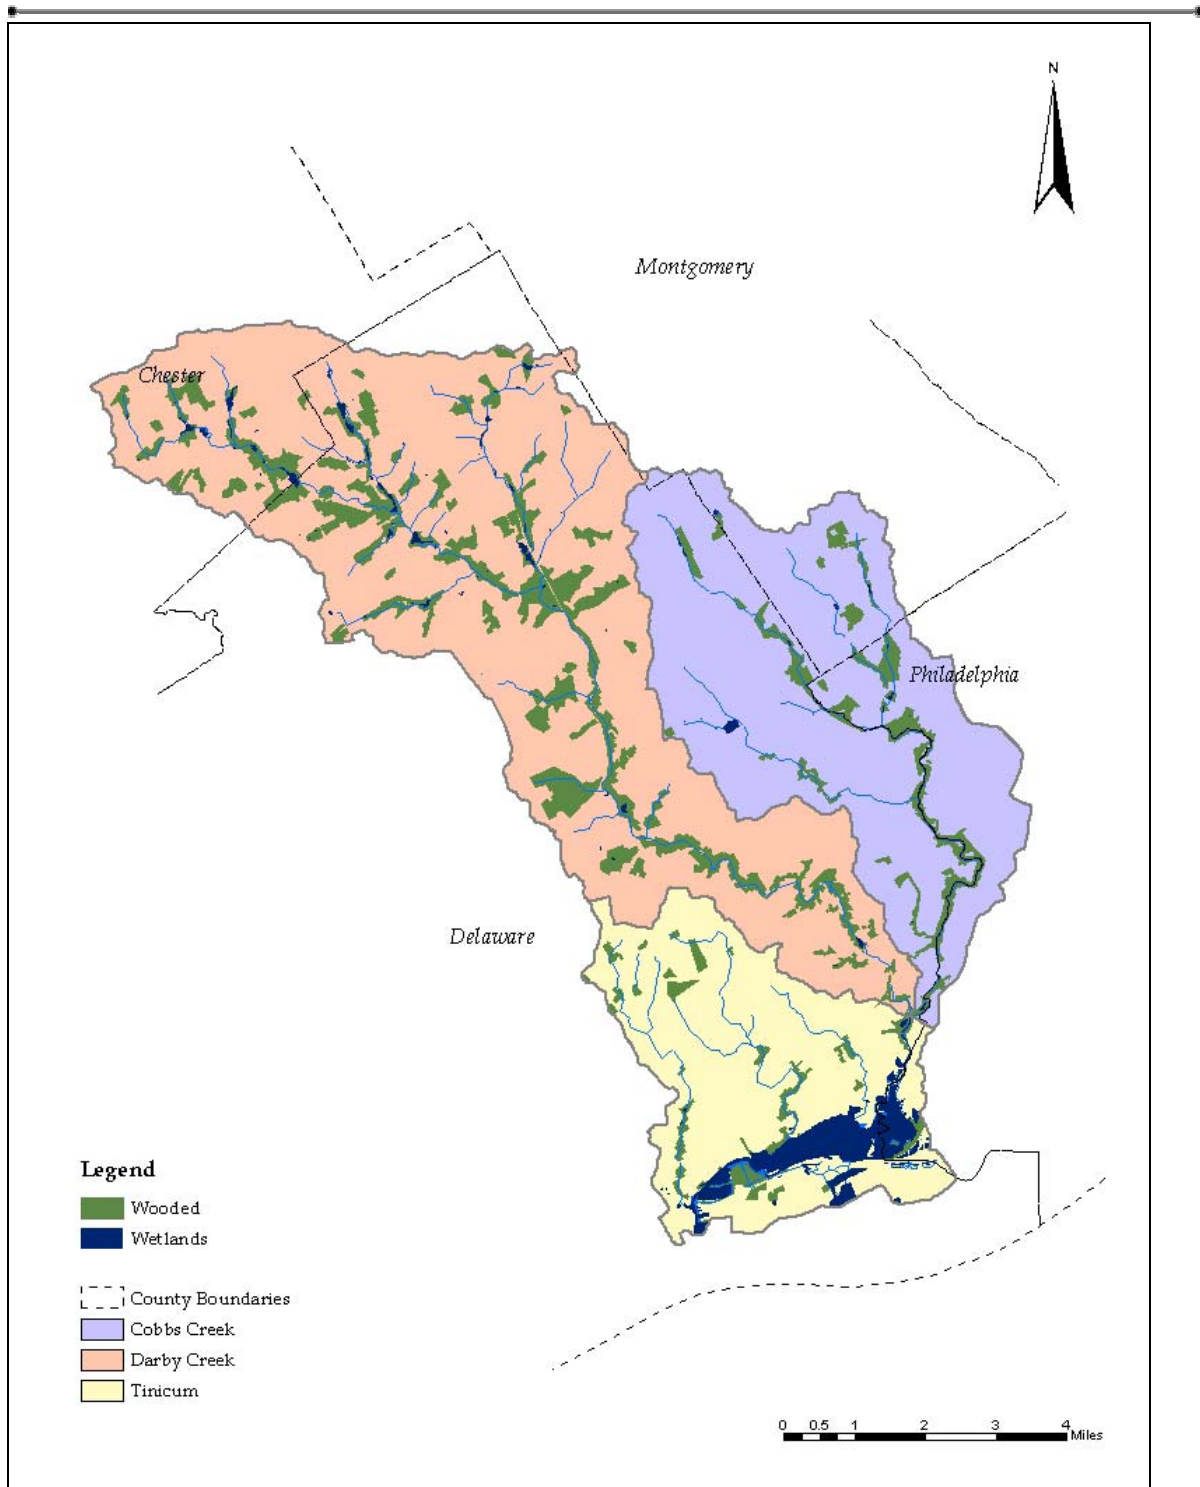 N
Montgomery
Chester
Philadelphia
Delaware
Legend
Wooded
Wetlands
County Boundaries
Cobbs Creek
Darby Creek
Tinicum
0 0.5 1 2 3 4
Miles